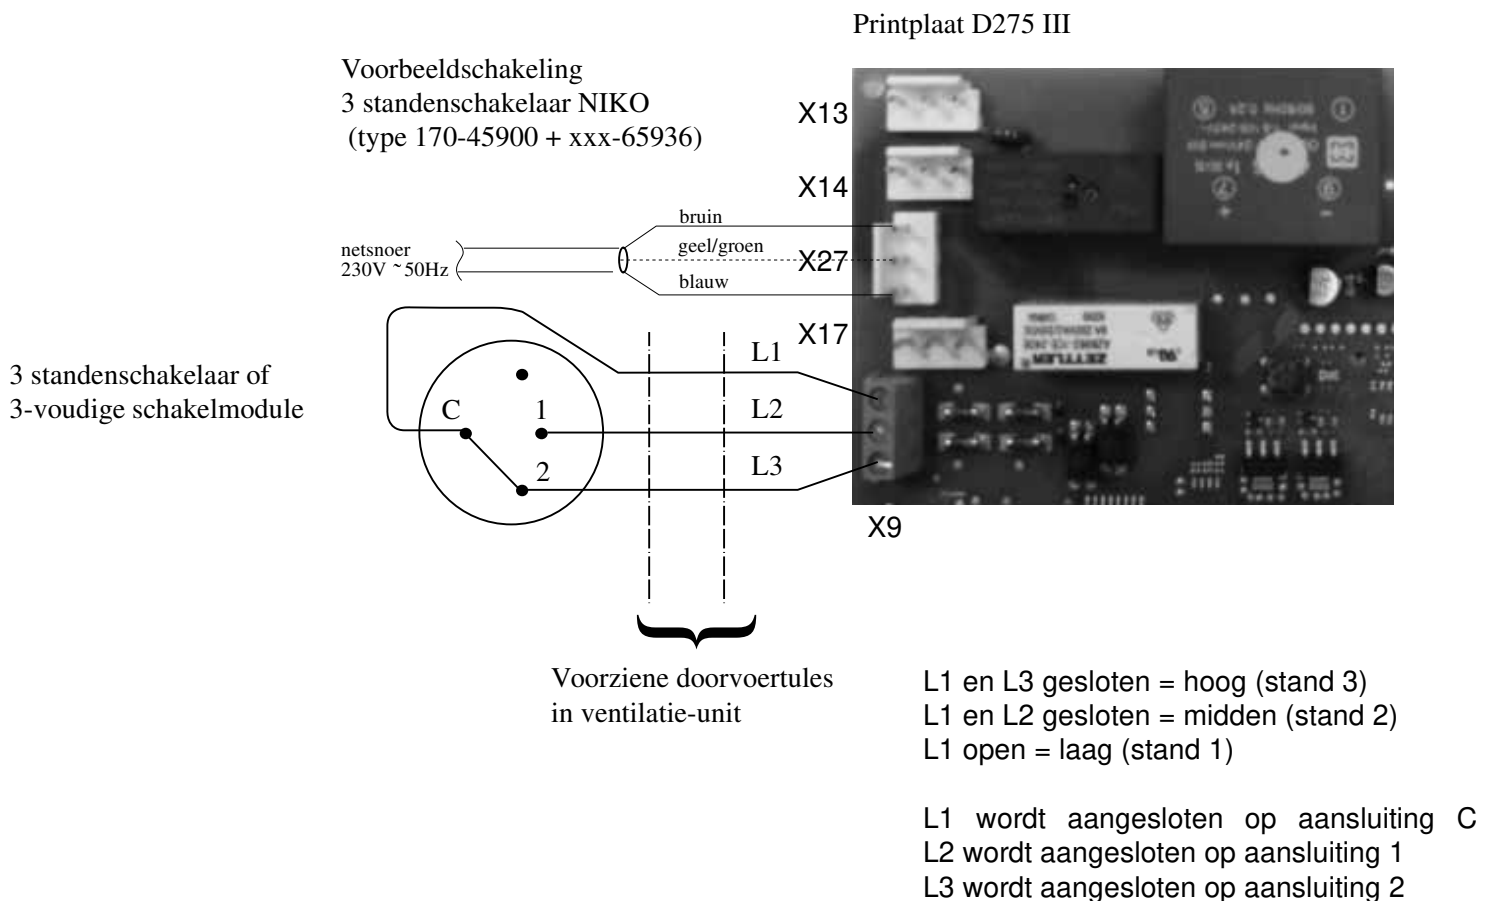 Printplaat D275 III
Voorbeeldschakeling
3 standenschakelaar NIKO
(type 170-45900 + xxx-65936)
X13
X14
bruin
geel/groen
X27
blauw
netsnoer
230V ~50Hz
X17
L1
3 standenschakelaar of
3-voudige schakelmodule
C
1
L2
2
L3
ZETTLER
X9
Voorziene doorvoertules
in ventilatie-unit
L1 en L3 gesloten = hoog (stand 3)
L1 en L2 gesloten = midden (stand 2)
L1 open = laag (stand 1)
L1 wordt aangesloten op aansluiting C
L2 wordt aangesloten op aansluiting 1
L3 wordt aangesloten op aansluiting 2